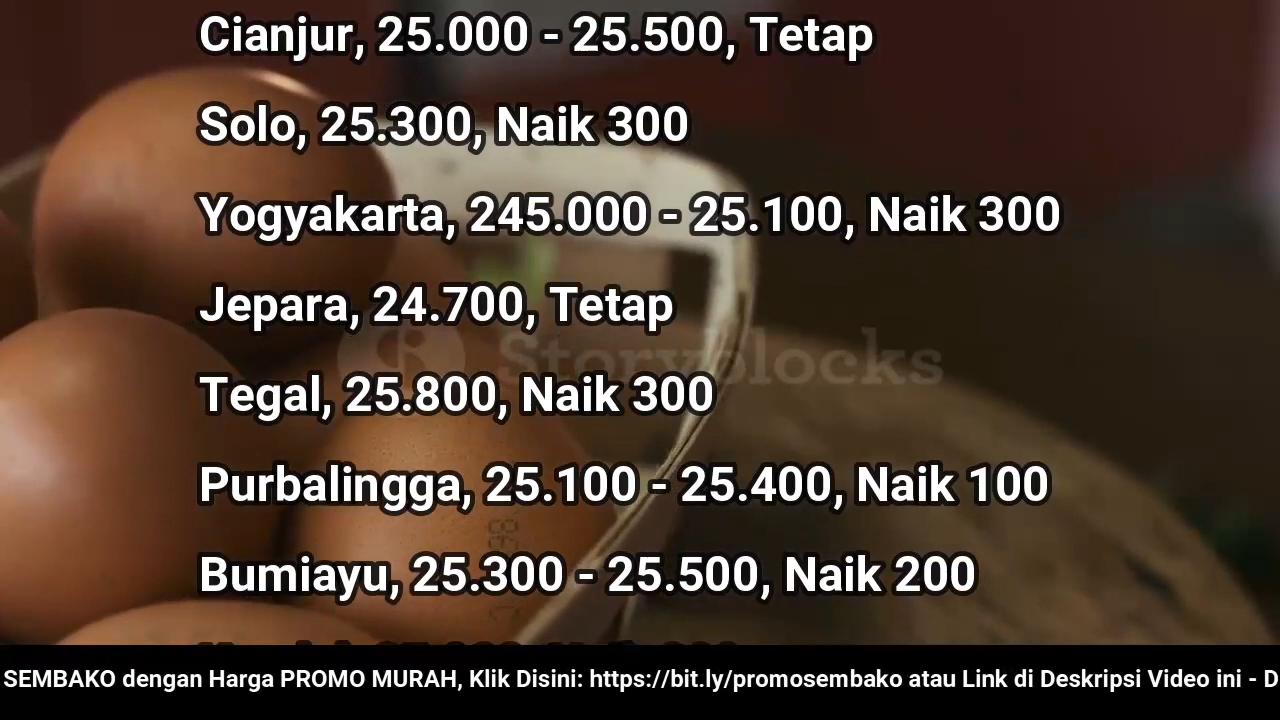 Cianjur, 25.000 - 25.500, Tetap
Solo, 25.300, Naik 300
Yogyakarta, 245.000 - 25.100, Naik 300
Jepara, 24.700, Tetap
Storyblocks
Tegal, 25.800, Naik 300
Purbalingga, 25.100 - 25.400, Naik 100
Bumiayu, 25.300 - 25.500, Naik 200
SEMBAKO dengan Harga PROMO MURAH, Klik Disini: https://bit.ly/promosembako atau Link di Deskripsi Video ini - D